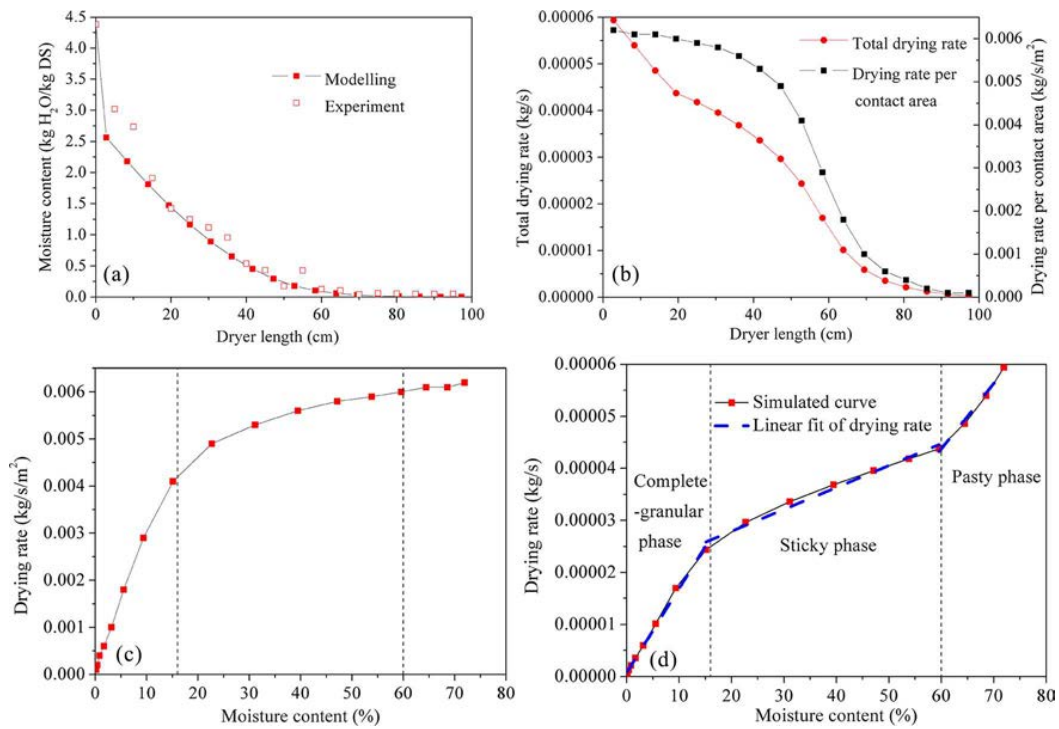 4.5
4.0
3.5
3.0
2.5
2.0
1.5
1.0
0.5
0.0
Moisture content (kg H2O/kg DS)
Modelling
Experiment
(a)
0 20 40 60 80 100
Dryer length (cm)
0.00006
0.00005
0.00004
0.00003
0.00002
0.00001
0.00000
Total drying rate (kg/s)
Total drying rate
Drying rate per
contact area
(b)
0.006
0.005
0.004
0.003
0.002
0.001
0.000
Drying rate per contact area (kg/s/m2)
0 20 40 60 80 100
Dryer length (cm)
0.006
0.005
0.004
0.003
0.002
0.001
0.000
Drying rate (kg/s/m2)
(c)
0 10 20 30 40 50 60 70 80
Moisture content (%)
0.00006
0.00005
0.00004
0.00003
0.00002
0.00001
0.00000
Drying rate (kg/s)
Simulated curve
Linear fit of drying rate
Complete
-granular
phase
Sticky phase
Pasty phase
(d)
0 10 20 30 40 50 60 70 80
Moisture content (%)